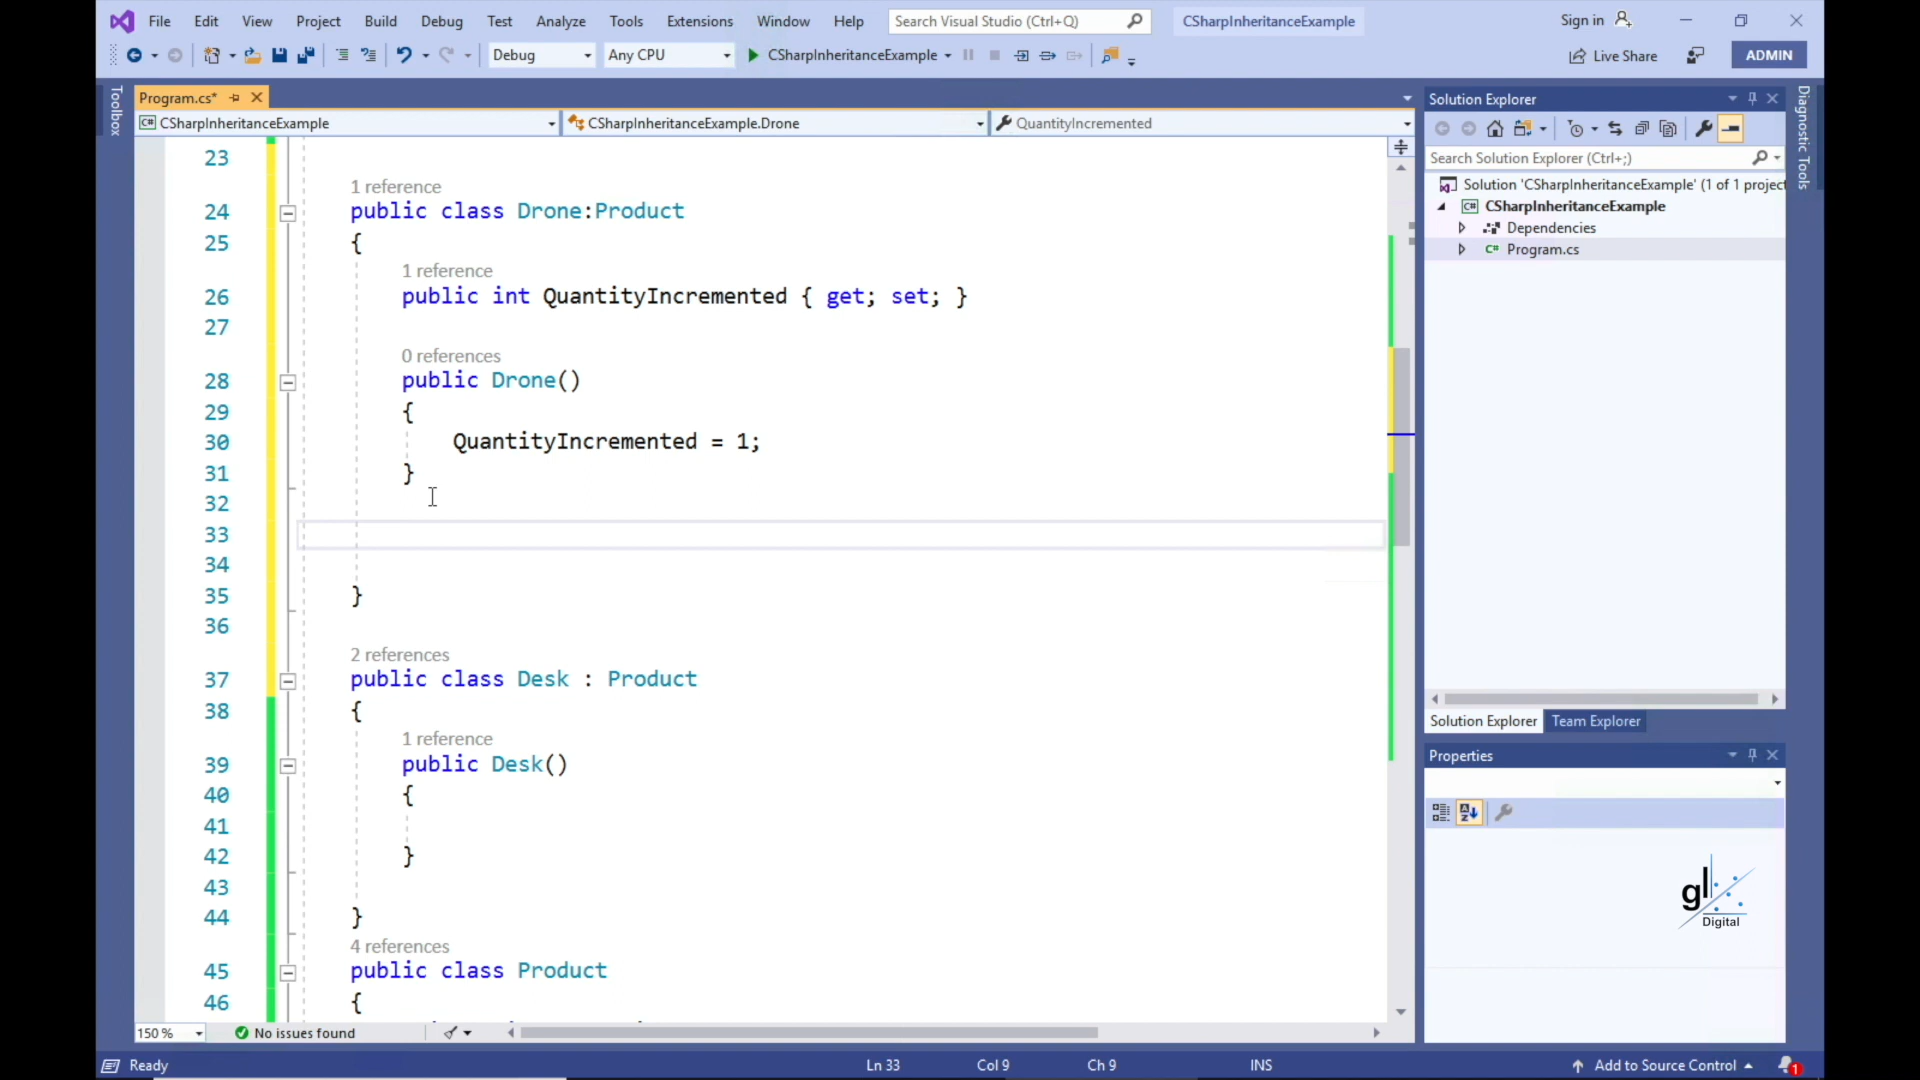 File Edit View Project Build Debug Test Analyze Tools Extensions Window Help Search Visual Studio (Ctrl+Q) CSharpInheritanceExample Sign in
Debug Any CPU CSharpInheritanceExample Live Share ADMIN
Toolbox
Program.cs*
C# CSharpInheritanceExample CSharpInheritanceExample.Drone QuantityIncremented
23
1 reference
24 public class Drone:Product
25 {
1 reference
26 public int QuantityIncremented { get; set; }
27
0 references
28 public Drone()
29 {
30 QuantityIncremented = 1;
31 }
32
33
34
35 }
36
2 references
37 public class Desk : Product
38 {
1 reference
39 public Desk()
40 {
41
42 }
43
44 }
4 references
45 public class Product
46 {
150 % No issues found
Solution Explorer
Search Solution Explorer (Ctrl+;)
Solution 'CSharpInheritanceExample' (1 of 1 project
C# CSharpInheritanceExample
Dependencies
C# Program.cs
Solution Explorer Team Explorer
Properties
gl
Digital
Diagnostic Tools
Ready Ln 33 Col 9 Ch 9 INS Add to Source Control 1